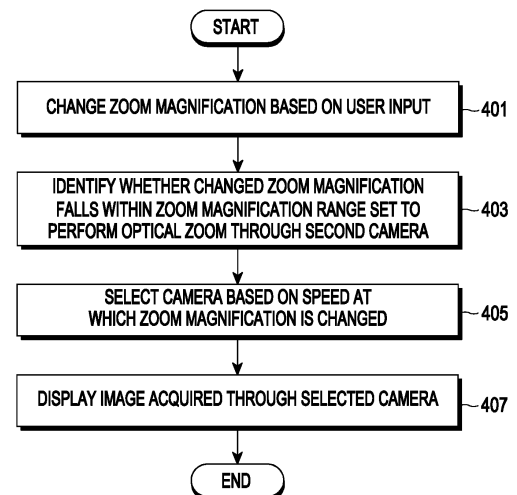 START
CHANGE ZOOM MAGNIFICATION BASED ON USER INPUT
401
IDENTIFY WHETHER CHANGED ZOOM MAGNIFICATION
FALLS WITHIN ZOOM MAGNIFICATION RANGE SET TO
PERFORM OPTICAL ZOOM THROUGH SECOND CAMERA
403
SELECT CAMERA BASED ON SPEED AT
WHICH ZOOM MAGNIFICATION IS CHANGED
405
DISPLAY IMAGE ACQUIRED THROUGH SELECTED CAMERA
407
END